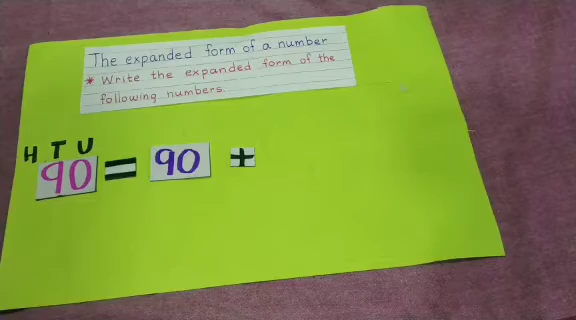 The expanded form of a number
* Write the expanded form of the
following numbers.
H T U
90 = 90 +